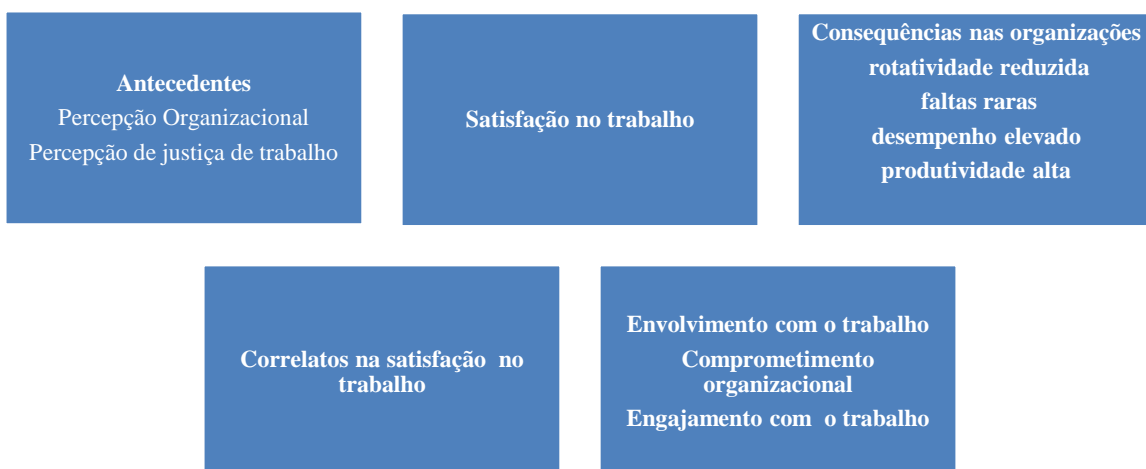 Antecedentes
Percepção Organizacional
Percepção de justiça de trabalho
Satisfação no trabalho
Consequências nas organizações
rotatividade reduzida
faltas raras
desempenho elevado
produtividade alta
Correlatos na satisfação no
trabalho
Envolvimento com o trabalho
Comprometimento
organizacional
Engajamento com o trabalho